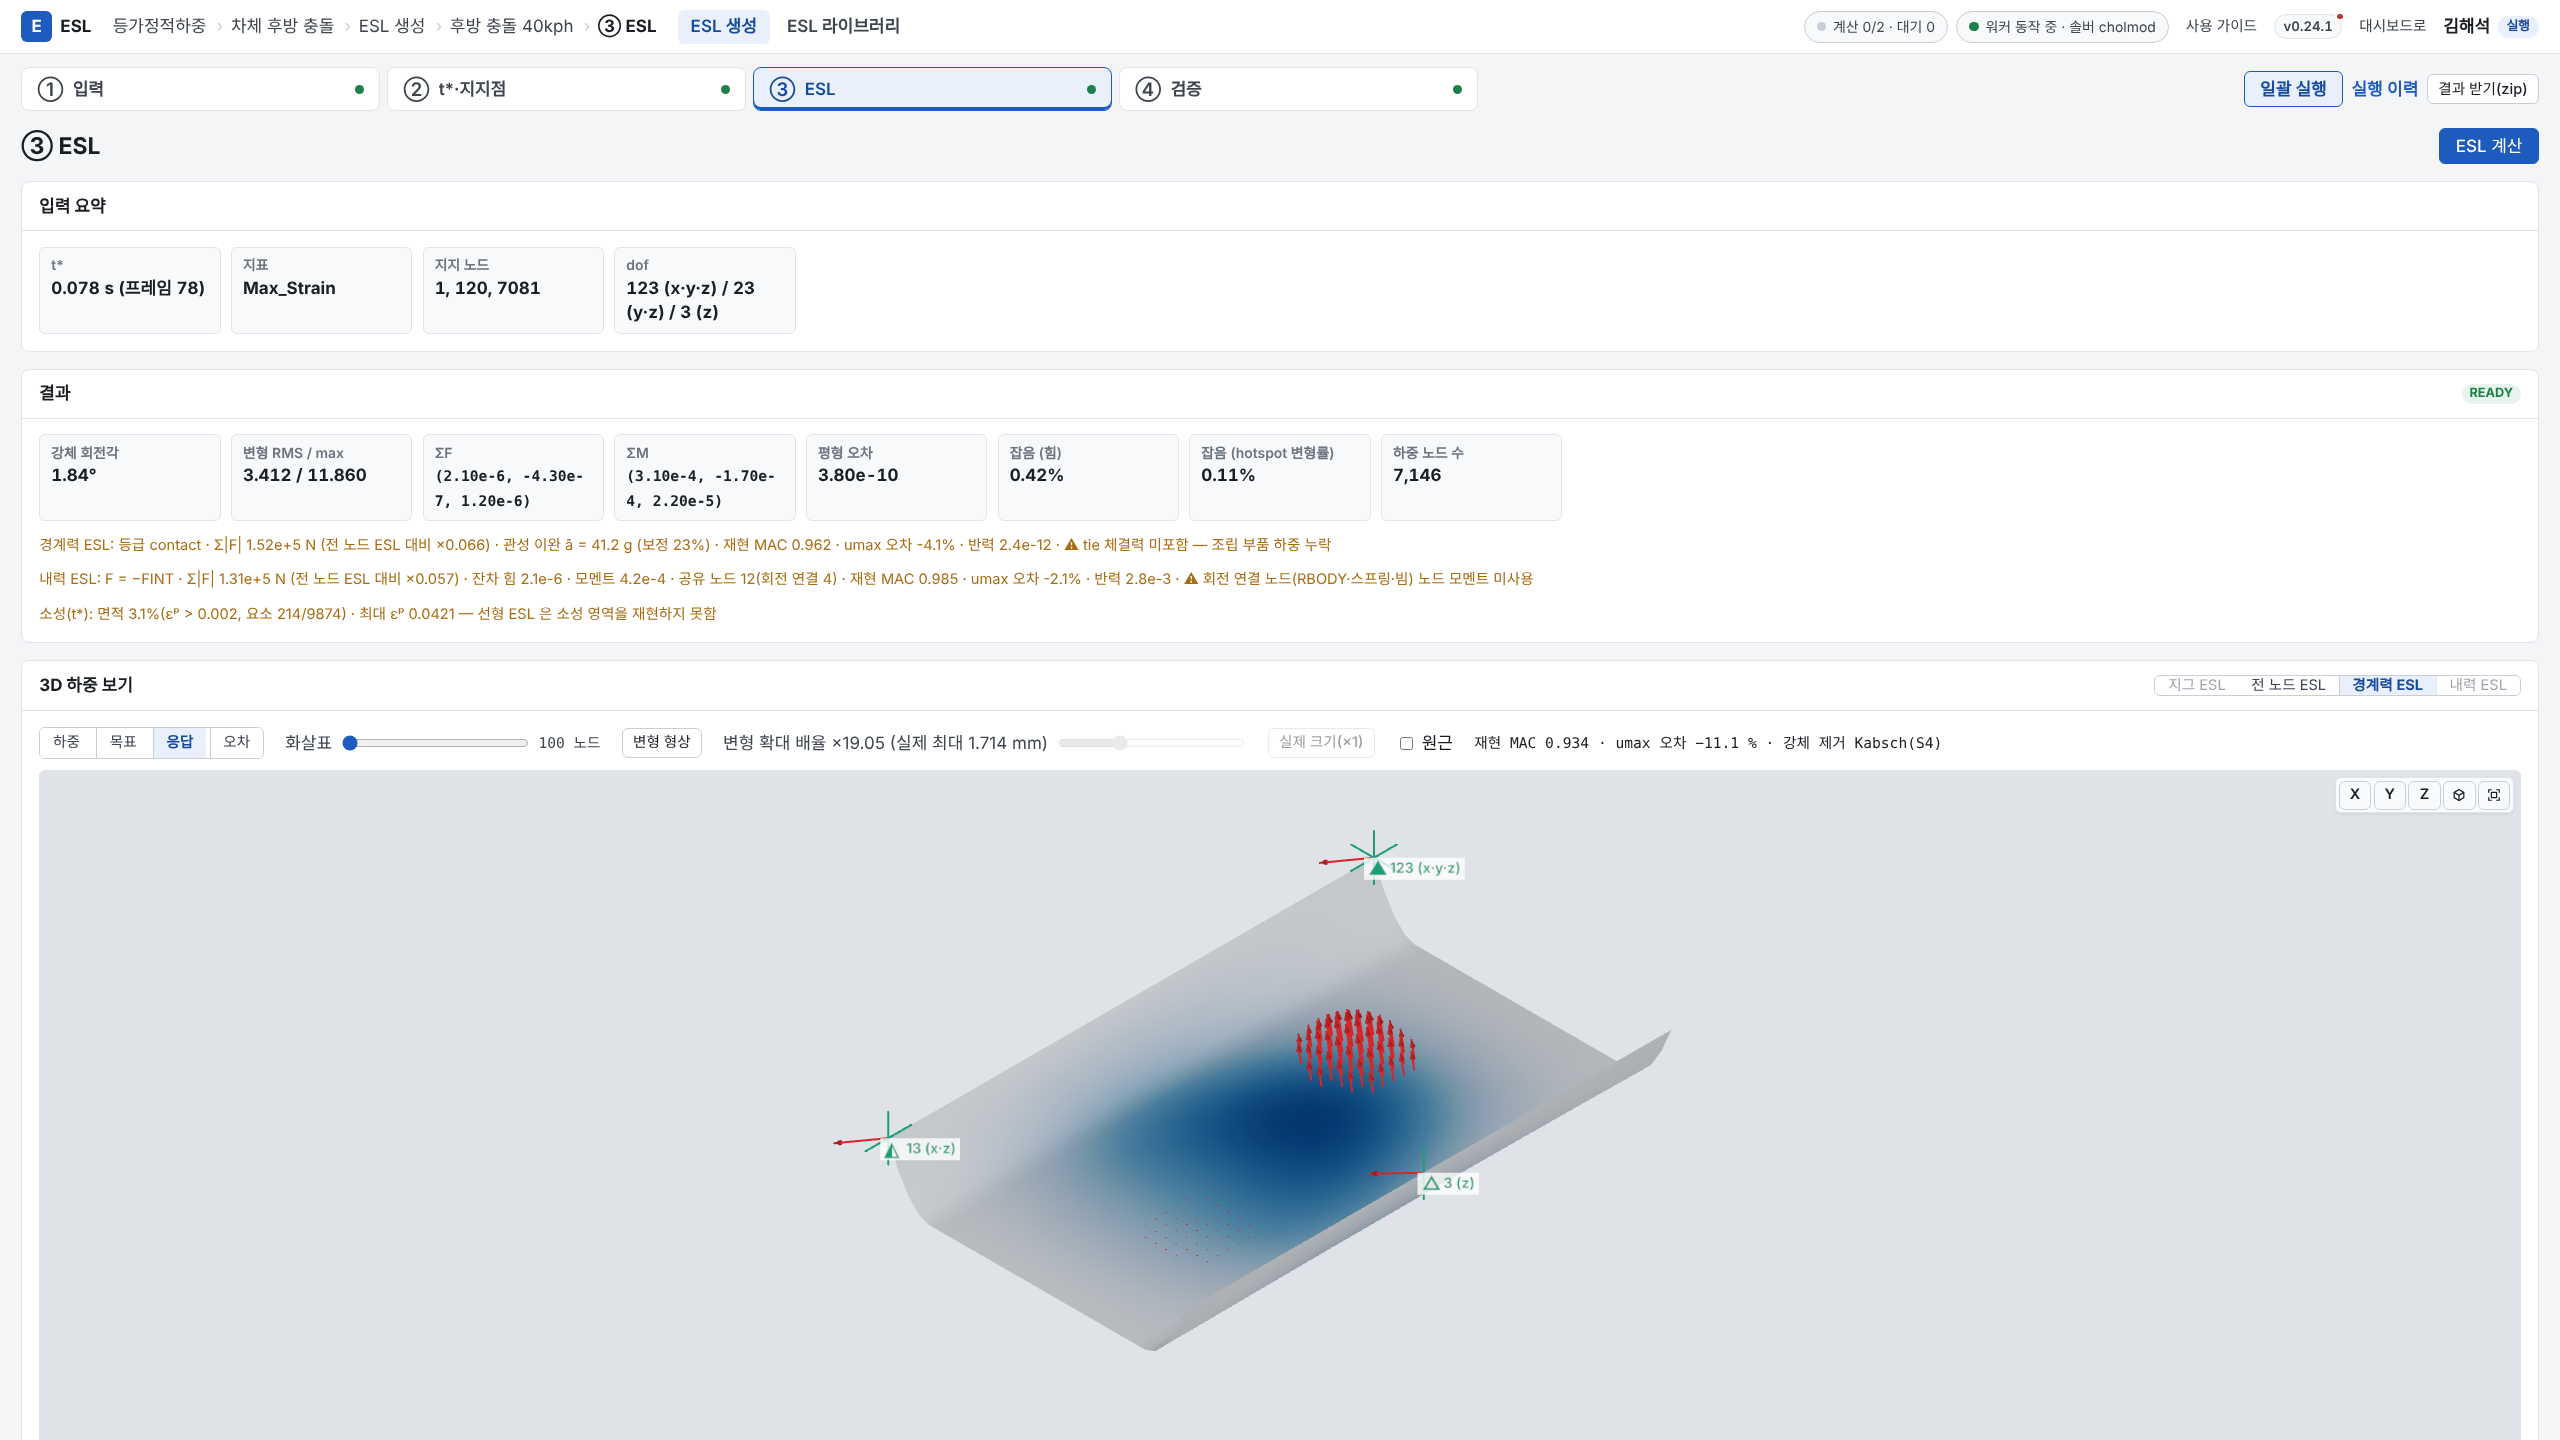 E ESL 등가정적하중 › 차체 후방 충돌 › ESL 생성 › 후방 충돌 40kph › ③ ESL ESL 생성 ESL 라이브러리 계산 0/2 · 대기 0 워커 동작 중 · 솔버 cholmod 사용 가이드 v0.24.1 대시보드로 김해석 실행
① 입력 ② t*·지지점 ③ ESL ④ 검증 일괄 실행 실행 이력 결과 받기(zip)
③ ESL ESL 계산
입력 요약
t* 지표 지지 노드 dof
0.078 s (프레임 78) Max_Strain 1, 120, 7081 123 (x·y·z) / 23
(y·z) / 3 (z)
결과 READY
강체 회전각 변형 RMS / max ΣF ΣM 평형 오차 잡음 (힘) 잡음 (hotspot 변형률) 하중 노드 수
1.84° 3.412 / 11.860 (2.10e-6, -4.30e- (3.10e-4, -1.70e- 3.80e-10 0.42% 0.11% 7,146
7, 1.20e-6) 4, 2.20e-5)
경계력 ESL: 등급 contact · Σ|F| 1.52e+5 N (전 노드 ESL 대비 ×0.066) · 관성 이완 ā = 41.2 g (보정 23%) · 재현 MAC 0.962 · umax 오차 -4.1% · 반력 2.4e-12 · ⚠ tie 체결력 미포함 — 조립 부품 하중 누락
내력 ESL: F = −FINT · Σ|F| 1.31e+5 N (전 노드 ESL 대비 ×0.057) · 잔차 힘 2.1e-6 · 모멘트 4.2e-4 · 공유 노드 12(회전 연결 4) · 재현 MAC 0.985 · umax 오차 -2.1% · 반력 2.8e-3 · ⚠ 회전 연결 노드(RBODY·스프링·빔) 노드 모멘트 미사용
소성(t*): 면적 3.1%(εᵖ > 0.002, 요소 214/9874) · 최대 εᵖ 0.0421 — 선형 ESL 은 소성 영역을 재현하지 못함
3D 하중 보기 지그 ESL 전 노드 ESL 경계력 ESL 내력 ESL
하중 목표 응답 오차 화살표 100 노드 변형 형상 변형 확대 배율 ×19.05 (실제 최대 1.714 mm) 실제 크기(×1) 원근 재현 MAC 0.934 · umax 오차 −11.1 % · 강체 제거 Kabsch(S4)
X Y Z
123 (x·y·z)
13 (x·z)
3 (z)